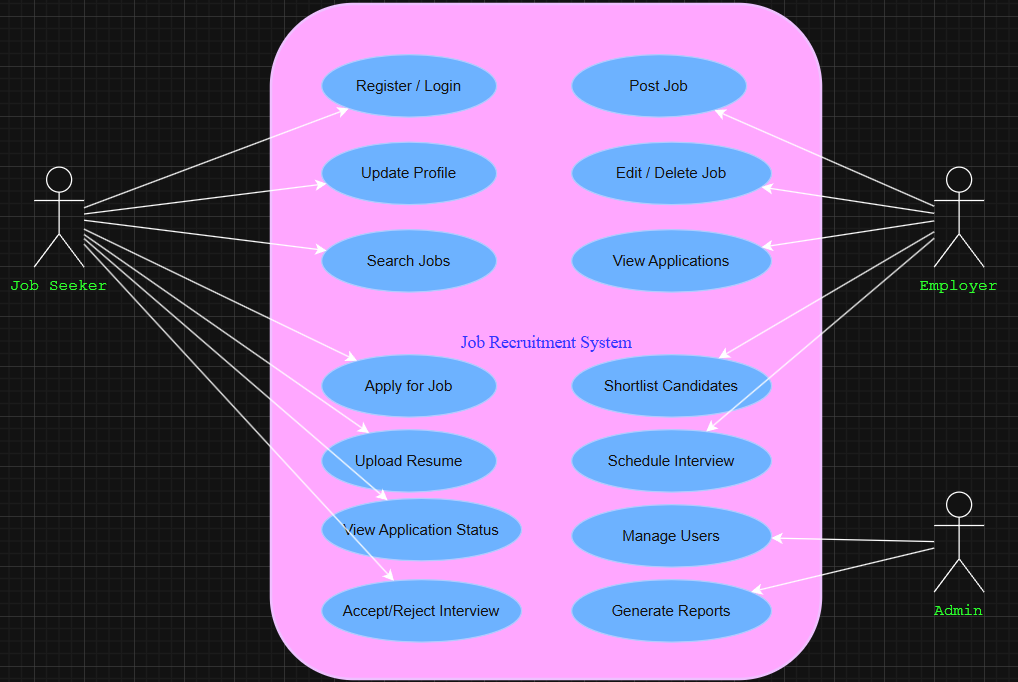 Register / Login
Post Job
Update Profile
Edit / Delete Job
Search Jobs
View Applications
Job Seeker
Employer
Job Recruitment System
Apply for Job
Shortlist Candidates
Upload Resume
Schedule Interview
View Application Status
Manage Users
Accept/Reject Interview
Generate Reports
Admin